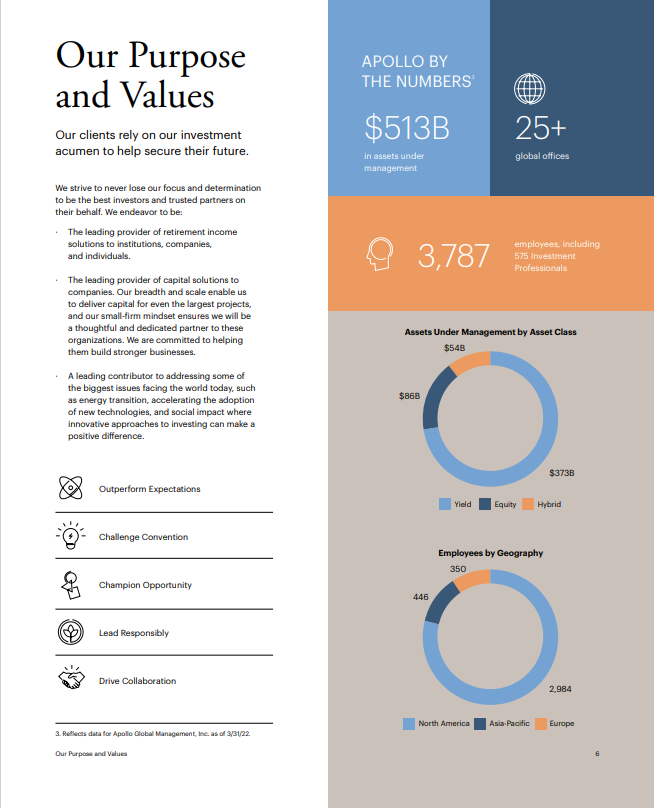 Our Purpose
and Values
Our clients rely on our investment
acumen to help secure their future.
We strive to never lose our focus and determination
to be the best investors and trusted partners on
their behalf. We endeavor to be:
· The leading provider of retirement income
solutions to institutions, companies,
and individuals.
· The leading provider of capital solutions to
companies. Our breadth and scale enable us
to deliver capital for even the largest projects,
and our small-firm mindset ensures we will be
a thoughtful and dedicated partner to these
organizations. We are committed to helping
them build stronger businesses.
· A leading contributor to addressing some of
the biggest issues facing the world today, such
as energy transition, accelerating the adoption
of new technologies, and social impact where
innovative approaches to investing can make a
positive difference.
Outperform Expectations
Challenge Convention
Champion Opportunity
Lead Responsibly
Drive Collaboration
3. Reflects data for Apollo Global Management, Inc. as of 3/31/22.
Our Purpose and Values
APOLLO BY
THE NUMBERS³
$513B
in assets under
management
25+
global offices
3,787
employees, including
575 Investment
Professionals
Assets Under Management by Asset Class
$54B
$86B
$373B
Yield Equity Hybrid
Employees by Geography
350
446
2,984
North America Asia-Pacific Europe
6